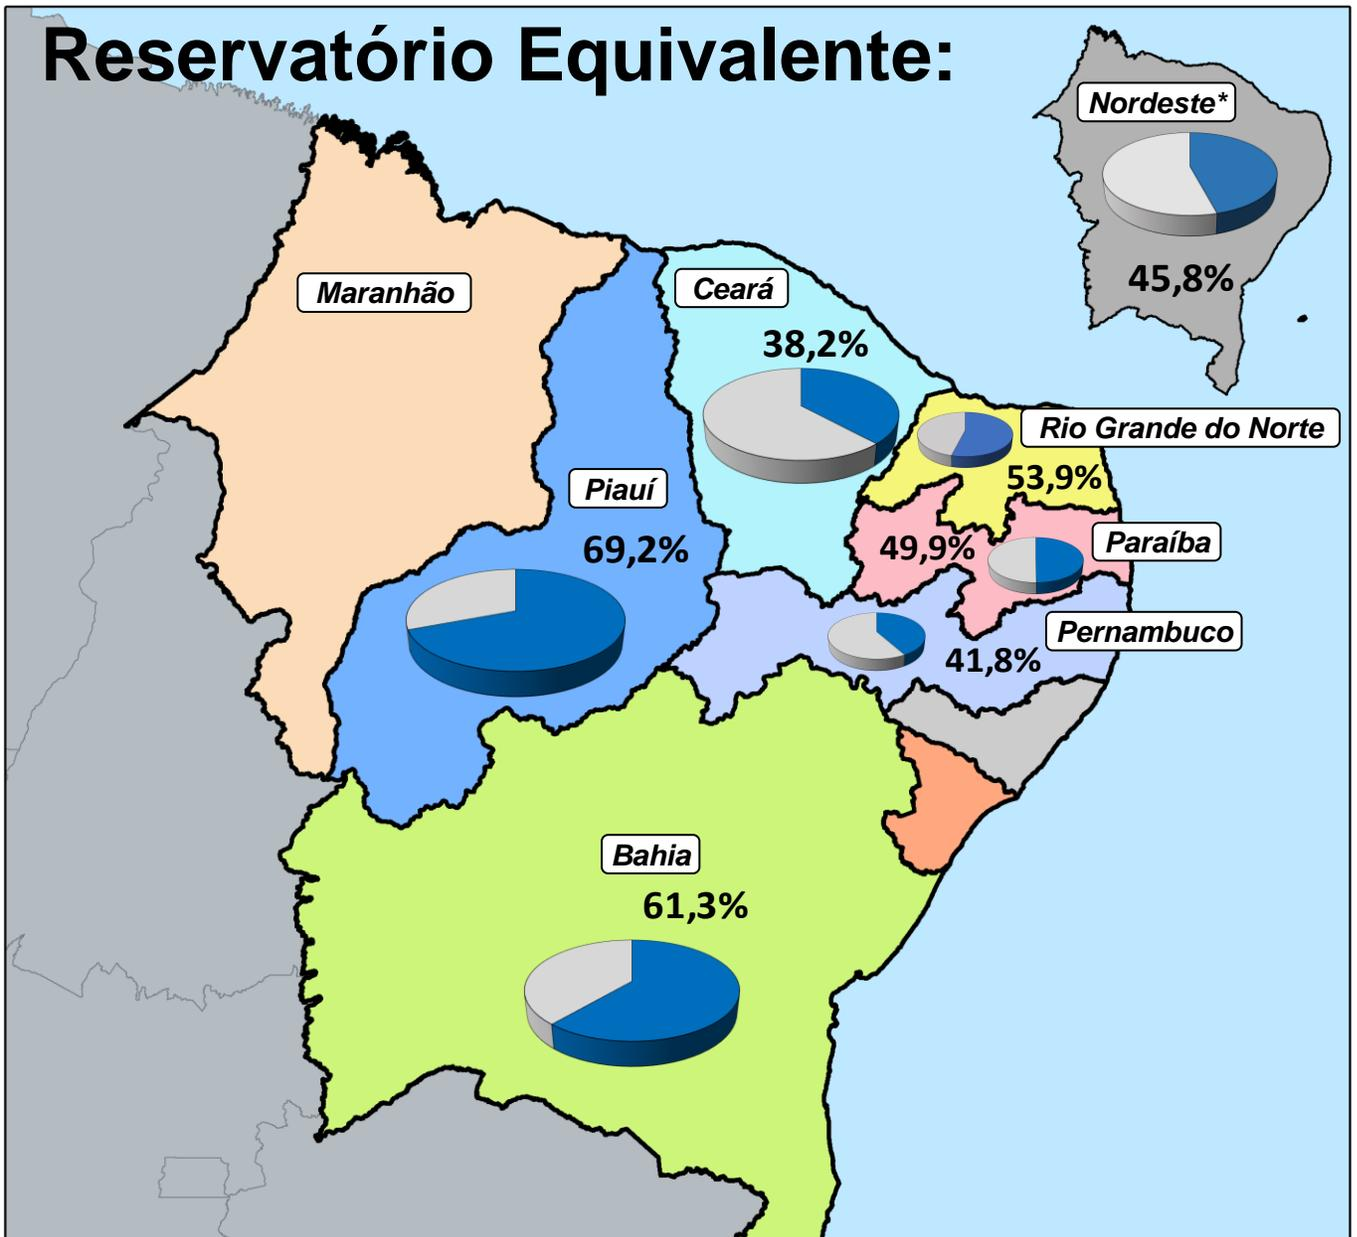 Reservatório Equivalente:
Nordeste*
45,8%
Maranhão
Ceará
38,2%
Rio Grande do Norte
53,9%
Piauí
69,2%
49,9%
Paraíba
Pernambuco
41,8%
Bahia
61,3%